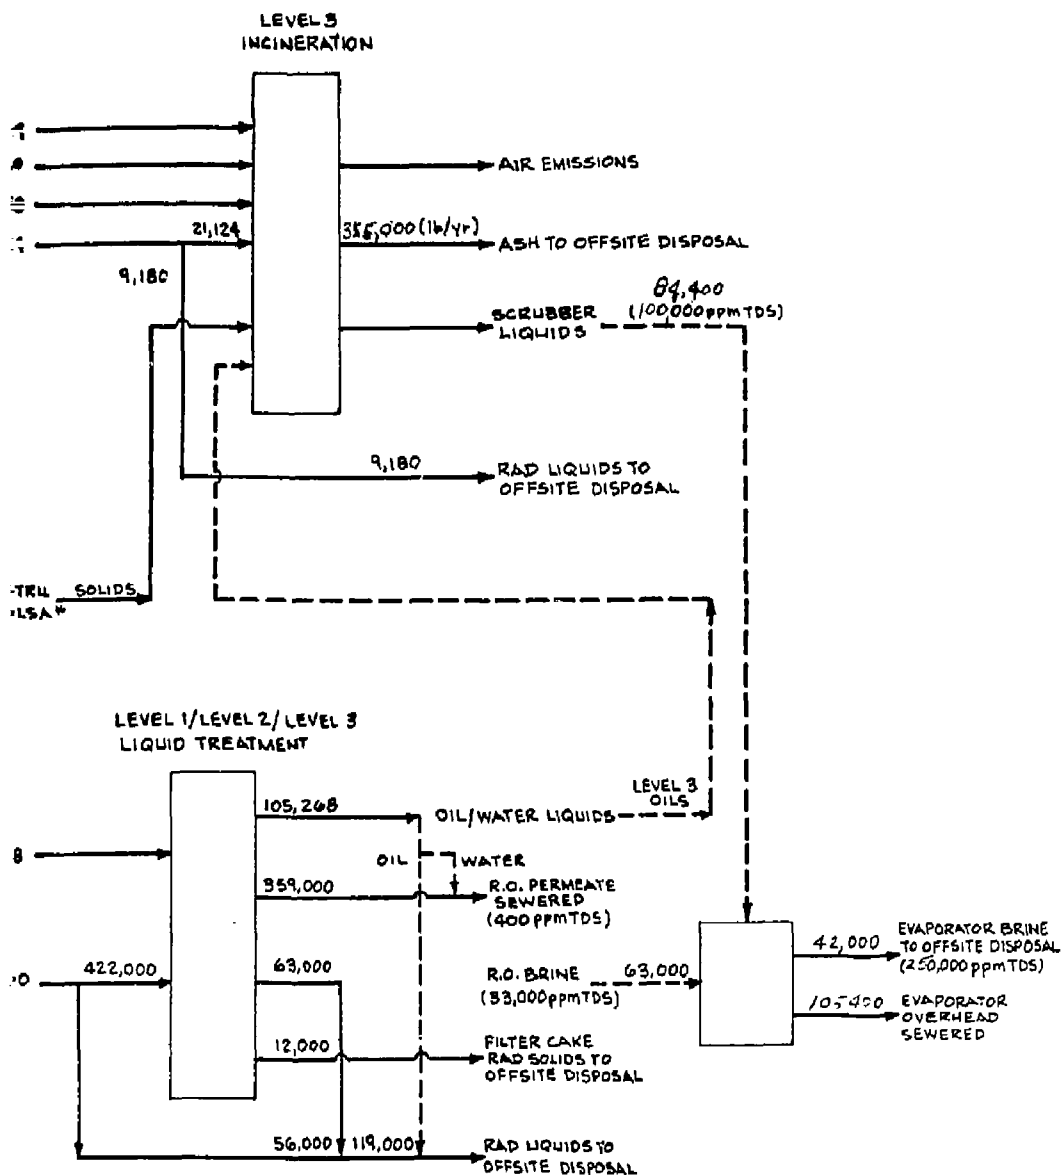 LEVEL 3
INCINERATION
AIR EMISSIONS
21,124
(lb/yr)
ASH TO OFFSITE DISPOSAL
9,180
84,400
(100,000 ppm TDS)
SCRUBBER
LIQUIDS
9,180
RAD LIQUIDS TO
OFFSITE DISPOSAL
SOLIDS
LEVEL 1/LEVEL 2/LEVEL 3
LIQUID TREATMENT
105,268
OIL/WATER LIQUIDS
LEVEL 3
OILS
8
OIL
WATER
359,000
R.O. PERMEATE
SEWERED
(400 ppm TDS)
422,000
63,000
R.O. BRINE
(33,000 ppm TDS)
63,000
42,000
EVAPORATOR BRINE
TO OFFSITE DISPOSAL
(250,000 ppm TDS)
105400
EVAPORATOR
OVERHEAD
SEWERED
12,000
FILTER CAKE
RAD SOLIDS TO
OFFSITE DISPOSAL
56,000
119,000
RAD LIQUIDS TO
OFFSITE DISPOSAL